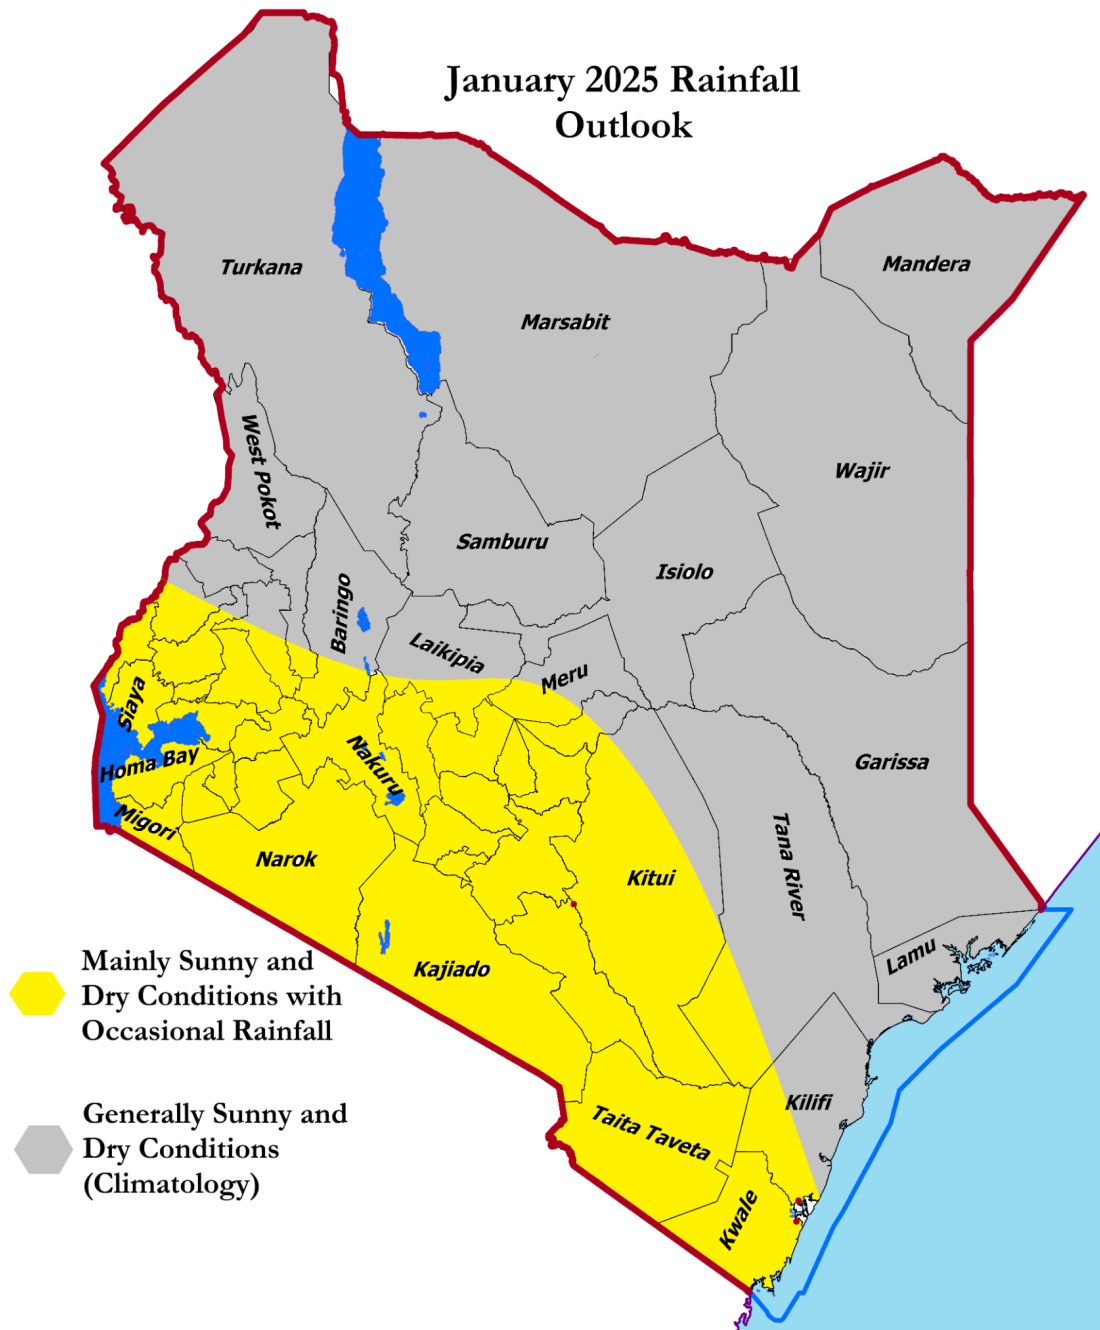 January 2025 Rainfall
Outlook
Mandera
Turkana
Marsabit
West Pokot
Wajir
Samburu
Isiolo
Baringo
Laikipia
Meru
Siaya
Homa Bay
Nakuru
Garissa
Migori
Narok
Tana River
Kitui
Lamu
Kajiado
Mainly Sunny and
Dry Conditions with
Occasional Rainfall
Kilifi
Taita Taveta
Generally Sunny and
Dry Conditions
(Climatology)
Kwale